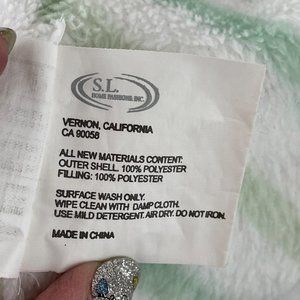 S.L.
HOME FASHIONS, INC.
VERNON, CALIFORNIA
CA 90058
ALL NEW MATERIALS CONTENT:
OUTER SHELL. 100% POLYESTER
FILLING: 100% POLYESTER
SURFACE WASH ONLY.
WIPE CLEAN WITH DAMP CLOTH.
USE MILD DETERGENT. AIR DRY. DO NOT IRON.
MADE IN CHINA